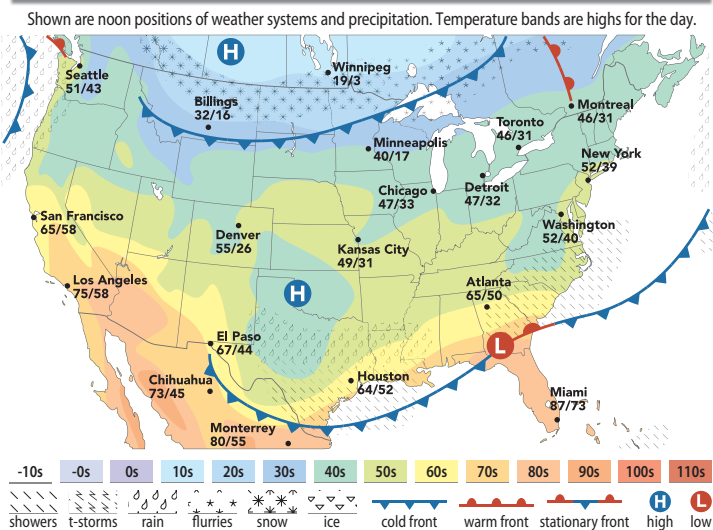 Shown are noon positions of weather systems and precipitation. Temperature bands are highs for the day.
H
Winnipeg
19/3
Seattle
51/43
Billings
32/16
Montreal
46/31
Toronto
46/31
Minneapolis
40/17
New York
52/39
Chicago
47/33
Detroit
47/32
San Francisco
65/58
Denver
55/26
Kansas City
49/31
Washington
52/40
Los Angeles
75/58
H
Atlanta
65/50
El Paso
67/44
L
Chihuahua
73/45
Houston
64/52
Miami
87/73
Monterrey
80/55
-10s -0s 0s 10s 20s 30s 40s 50s 60s 70s 80s 90s 100s 110s
H L
showers t-storms rain flurries snow ice cold front warm front stationary front high low